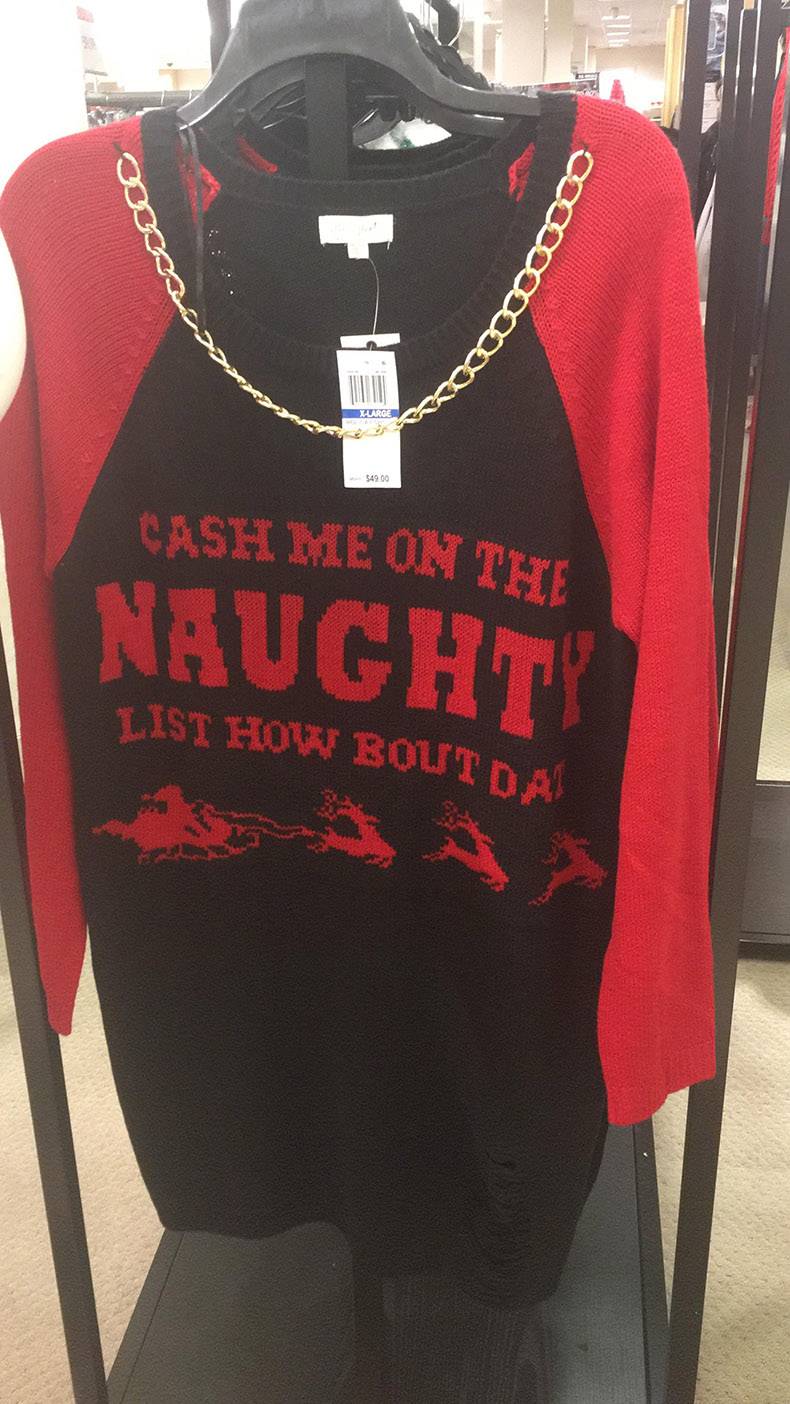 X-LARGE
$49.00
CASH ME ON THE
NAUGHTY
LIST HOW BOUT DAT